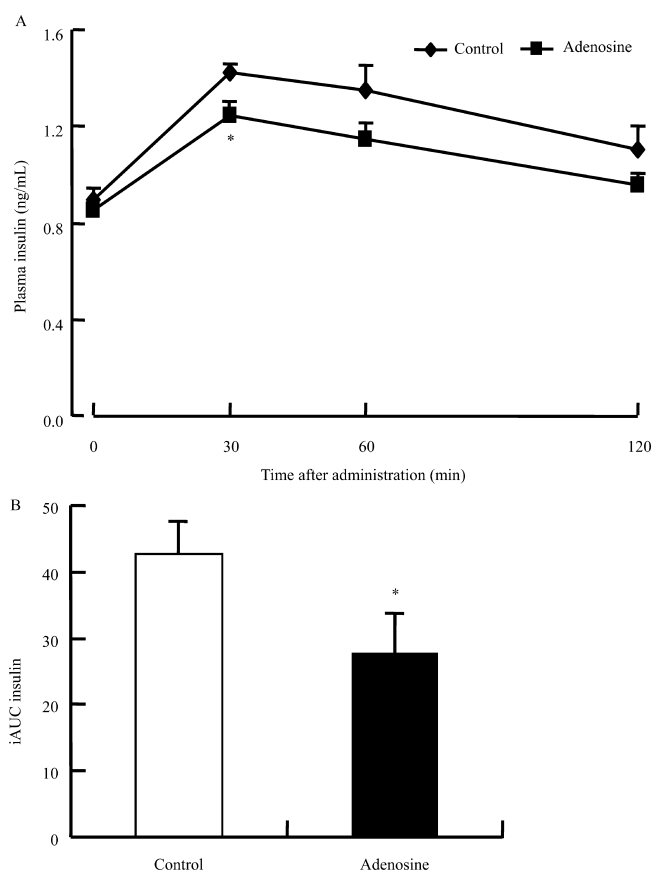 A
1.6
Control
Adenosine
1.2
*
Plasma insulin (ng/mL)
0.8
0.4
0.0
0 30 60 120
Time after administration (min)
B
50
40
*
30
iAUC insulin
20
10
0
Control Adenosine